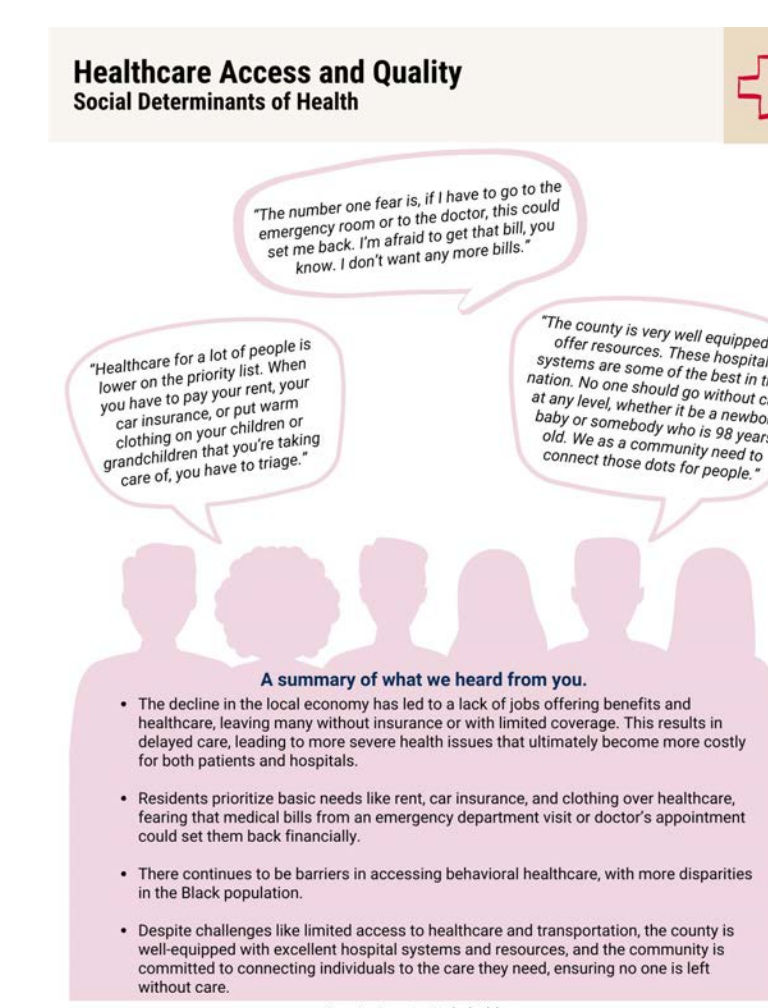 Healthcare Access and Quality
Social Determinants of Health
"The number one fear is, if I have to go to the
emergency room or to the doctor, this could
set me back. I'm afraid to get that bill, you
know. I don't want any more bills."
"Healthcare for a lot of people is
lower on the priority list. When
you have to pay your rent, your
car insurance, or put warm
clothing on your children or
grandchildren that you're taking
care of, you have to triage."
"The county is very well equipped
offer resources. These hospital
systems are some of the best in
nation. No one should go without
at any level, whether it be a
baby or somebody who is 98
old. We as a community need to
connect those dots for people."
A summary of what we heard from you.
• The decline in the local economy has led to a lack of jobs offering benefits and
healthcare, leaving many without insurance or with limited coverage. This results in
delayed care, leading to more severe health issues that ultimately become more costly
for both patients and hospitals.
• Residents prioritize basic needs like rent, car insurance, and clothing over healthcare,
fearing that medical bills from an emergency department visit or doctor's appointment
could set them back financially.
• There continues to be barriers in accessing behavioral healthcare, with more disparities
in the Black population.
• Despite challenges like limited access to healthcare and transportation, the county is
well-equipped with excellent hospital systems and resources, and the community is
committed to connecting individuals to the care they need, ensuring no one is left
without care.